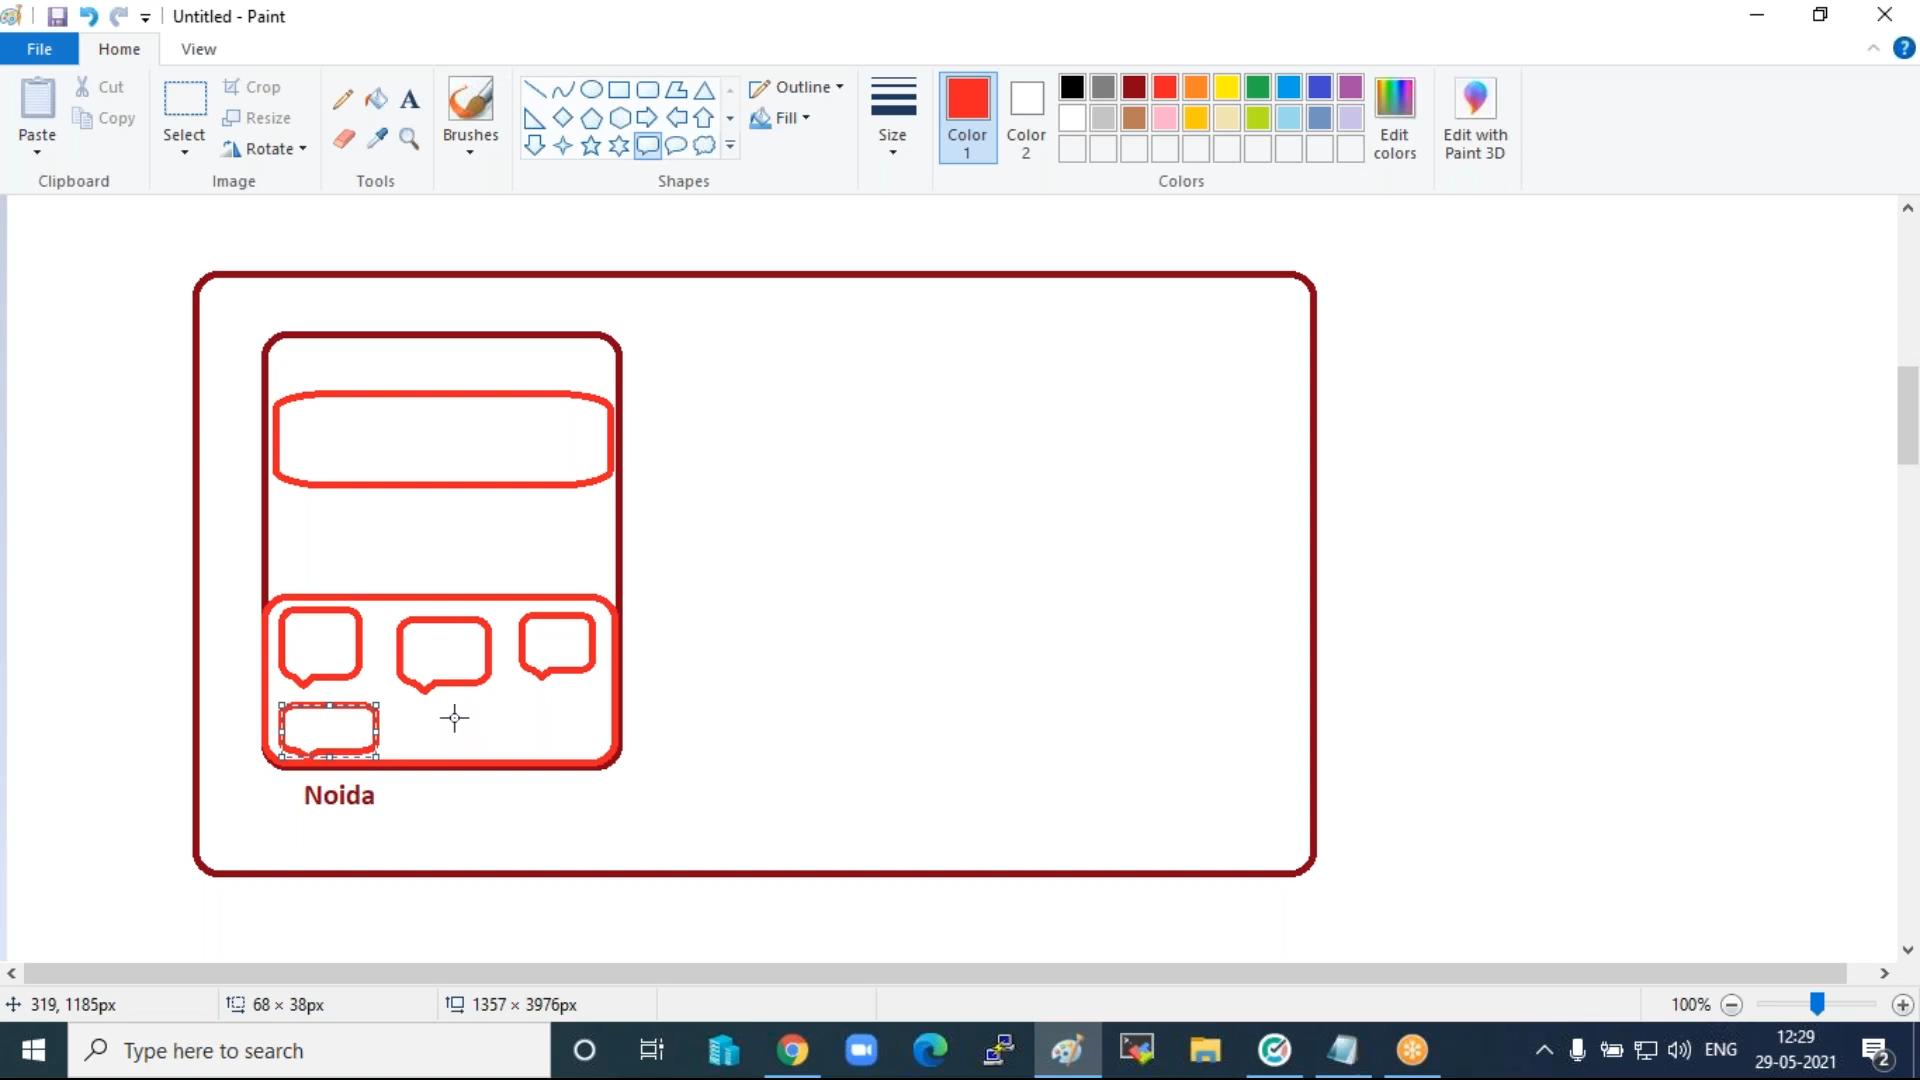 Untitled - Paint
File Home View
Paste Cut Copy
Clipboard
Select Crop Resize Rotate
Image
Tools
Brushes
Outline
Fill
Shapes
Size
Color 1
Color 2
Edit colors
Colors
Edit with Paint 3D
Noida
319, 1185px 68 × 38px 1357 × 3976px 100%
Type here to search
ENG
12:29
29-05-2021
2